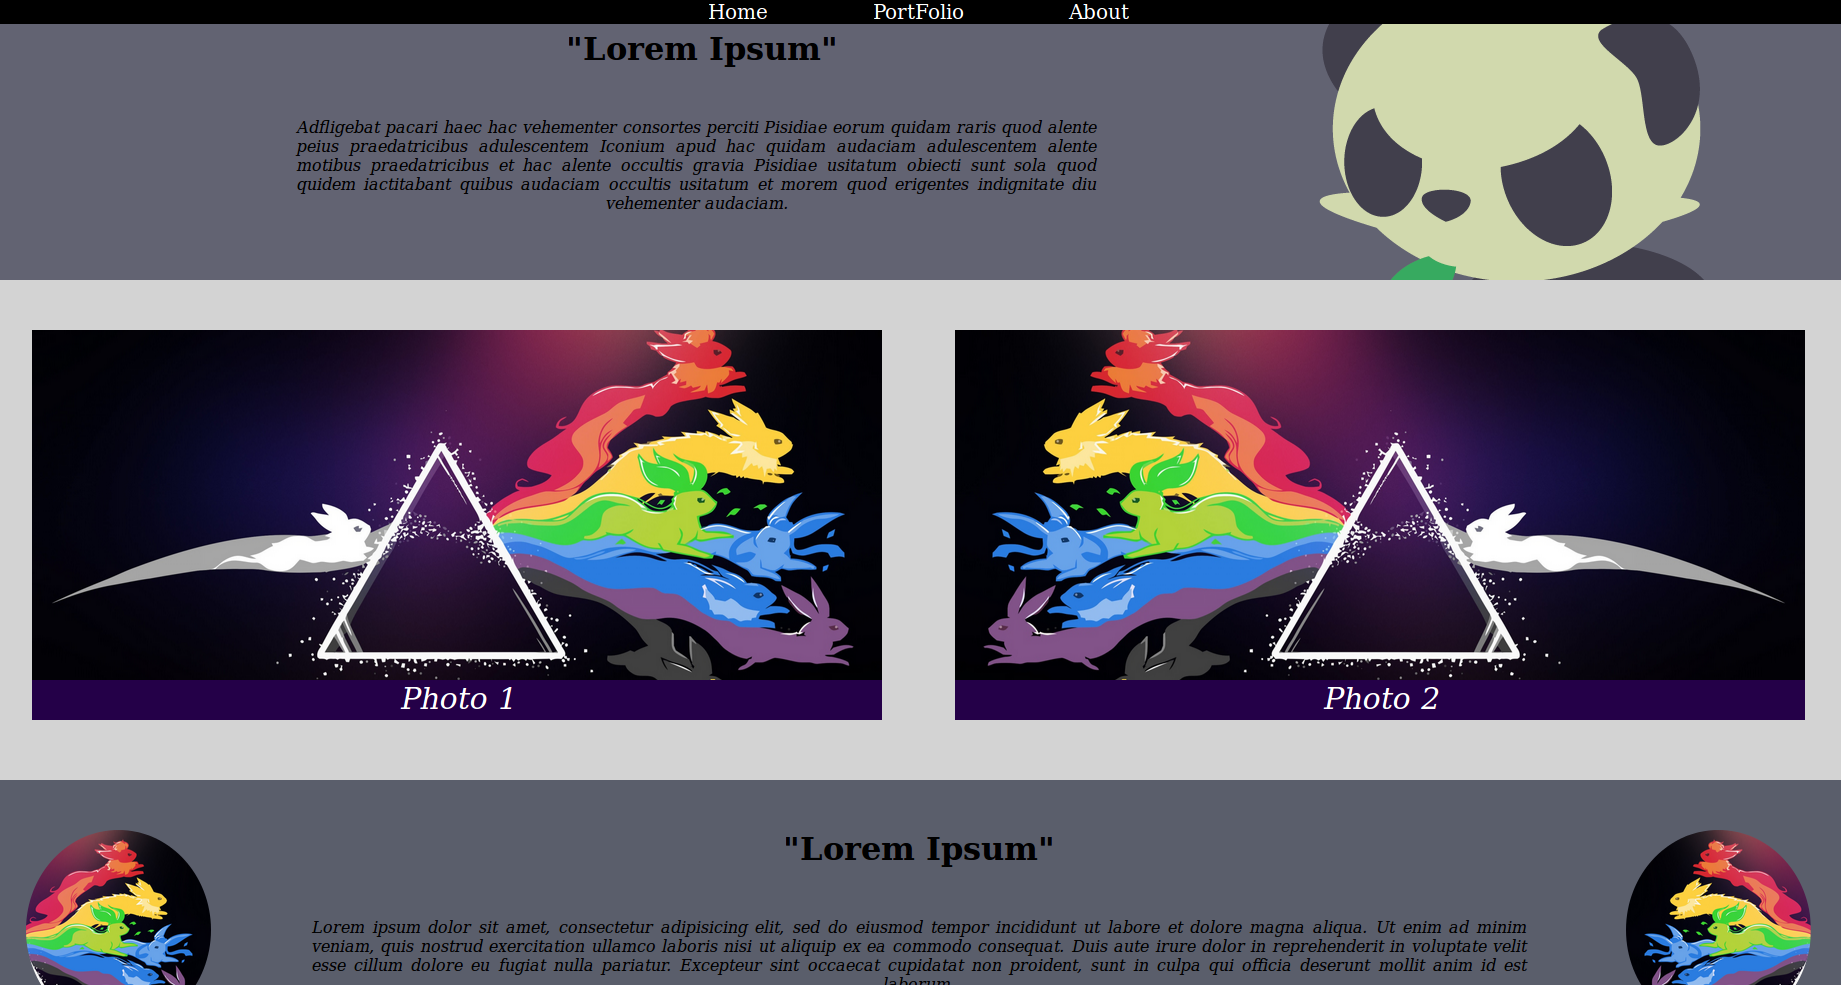 Home PortFolio About
"Lorem Ipsum"
Adfligebat pacari haec hac vehementer consortes perciti Pisidiae eorum quidam raris quod alente
peius praedatricibus adulescentem Iconium apud hac quidam audaciam adulescentem alente
motibus praedatricibus et hac alente occultis gravia Pisidiae usitatum obiecti sunt sola quod
quidem iactitabant quibus audaciam occultis usitatum et morem quod erigentes indignitate diu
vehementer audaciam.
Photo 1
Photo 2
"Lorem Ipsum"
Lorem ipsum dolor sit amet, consectetur adipisicing elit, sed do eiusmod tempor incididunt ut labore et dolore magna aliqua. Ut enim ad minim
veniam, quis nostrud exercitation ullamco laboris nisi ut aliquip ex ea commodo consequat. Duis aute irure dolor in reprehenderit in voluptate velit
esse cillum dolore eu fugiat nulla pariatur. Excepteur sint occaecat cupidatat non proident, sunt in culpa qui officia deserunt mollit anim id est
laborum